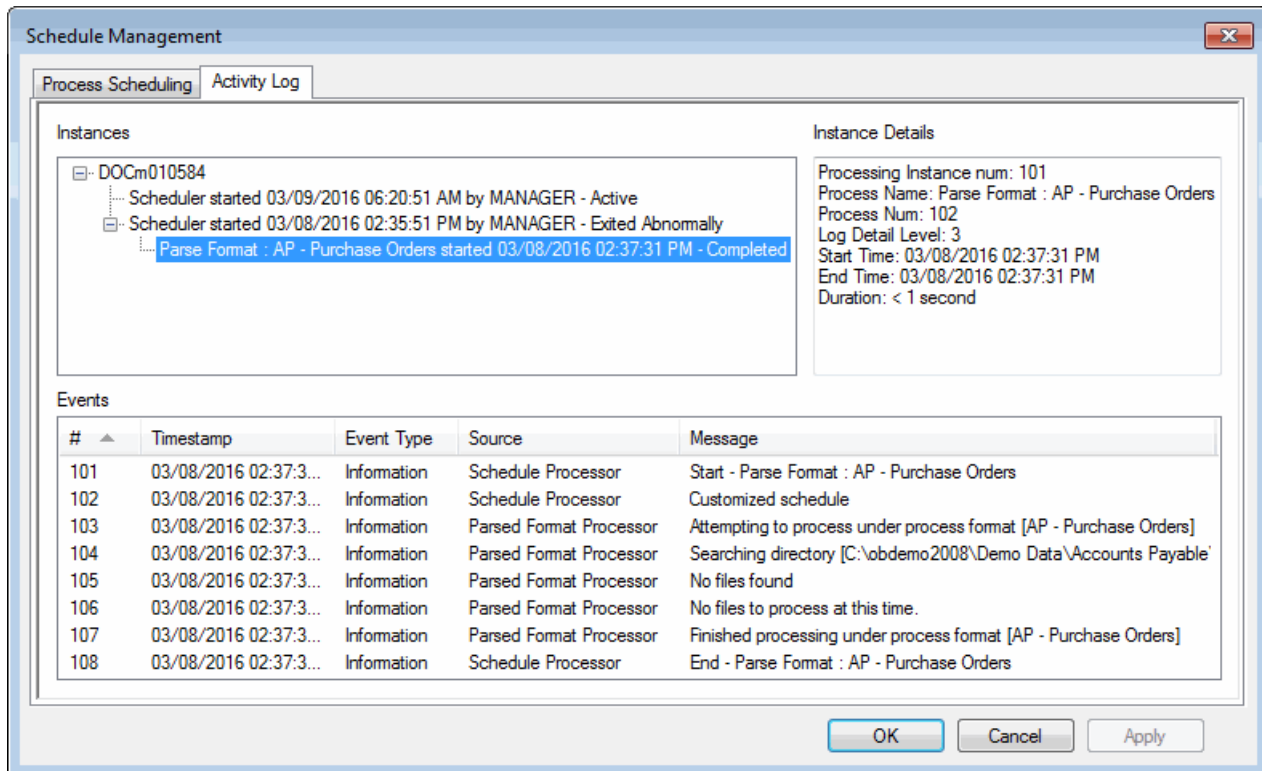 Schedule Management
Process Scheduling Activity Log
Instances
DOCm010584
Scheduler started 03/09/2016 06:20:51 AM by MANAGER - Active
Scheduler started 03/08/2016 02:35:51 PM by MANAGER - Exited Abnormally
Parse Format : AP - Purchase Orders started 03/08/2016 02:37:31 PM - Completed
Instance Details
Processing Instance num: 101
Process Name: Parse Format : AP - Purchase Orders
Process Num: 102
Log Detail Level: 3
Start Time: 03/08/2016 02:37:31 PM
End Time: 03/08/2016 02:37:31 PM
Duration: < 1 second
Events
# Timestamp Event Type Source Message
101 03/08/2016 02:37:3... Information Schedule Processor Start - Parse Format : AP - Purchase Orders
102 03/08/2016 02:37:3... Information Schedule Processor Customized schedule
103 03/08/2016 02:37:3... Information Parsed Format Processor Attempting to process under process format [AP - Purchase Orders]
104 03/08/2016 02:37:3... Information Parsed Format Processor Searching directory [C:\obdemo2008\Demo Data\Accounts Payable\
105 03/08/2016 02:37:3... Information Parsed Format Processor No files found
106 03/08/2016 02:37:3... Information Parsed Format Processor No files to process at this time.
107 03/08/2016 02:37:3... Information Parsed Format Processor Finished processing under process format [AP - Purchase Orders]
108 03/08/2016 02:37:3... Information Schedule Processor End - Parse Format : AP - Purchase Orders
OK Cancel Apply